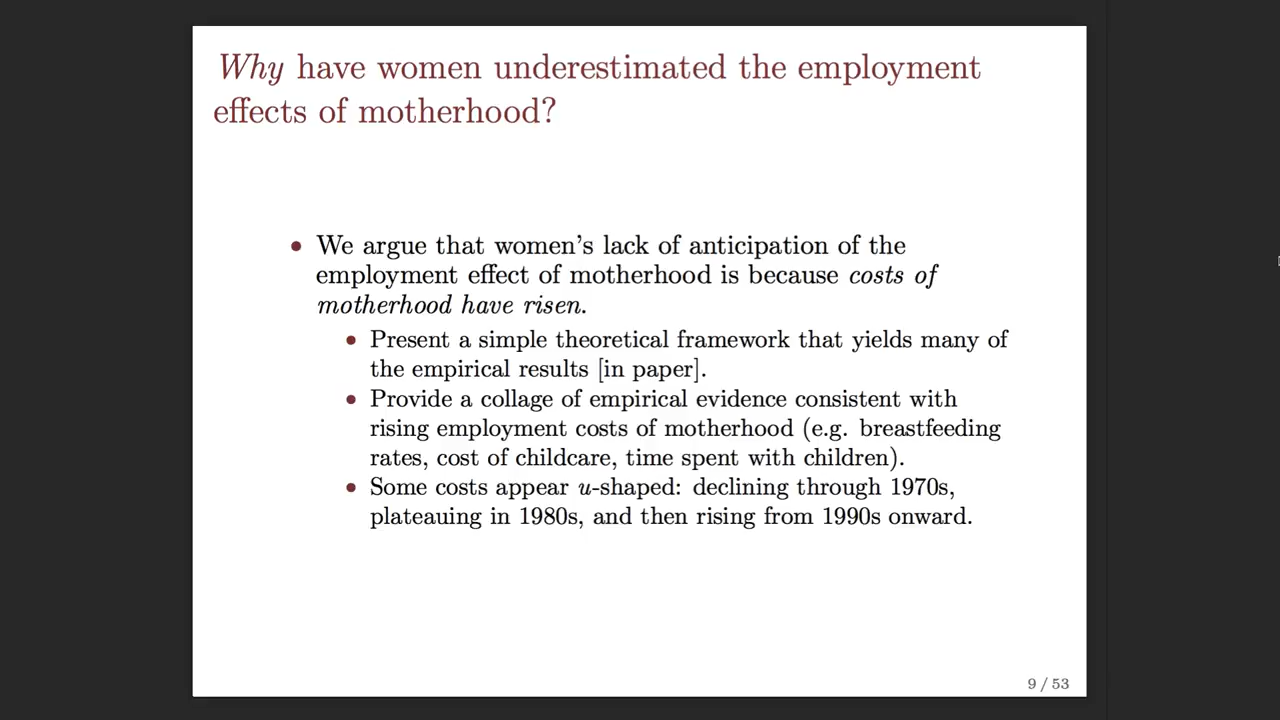 Why have women underestimated the employment
effects of motherhood?
• We argue that women's lack of anticipation of the
employment effect of motherhood is because costs of
motherhood have risen.
• Present a simple theoretical framework that yields many of
the empirical results [in paper].
• Provide a collage of empirical evidence consistent with
rising employment costs of motherhood (e.g. breastfeeding
rates, cost of childcare, time spent with children).
• Some costs appear u-shaped: declining through 1970s,
plateauing in 1980s, and then rising from 1990s onward.
9 / 53